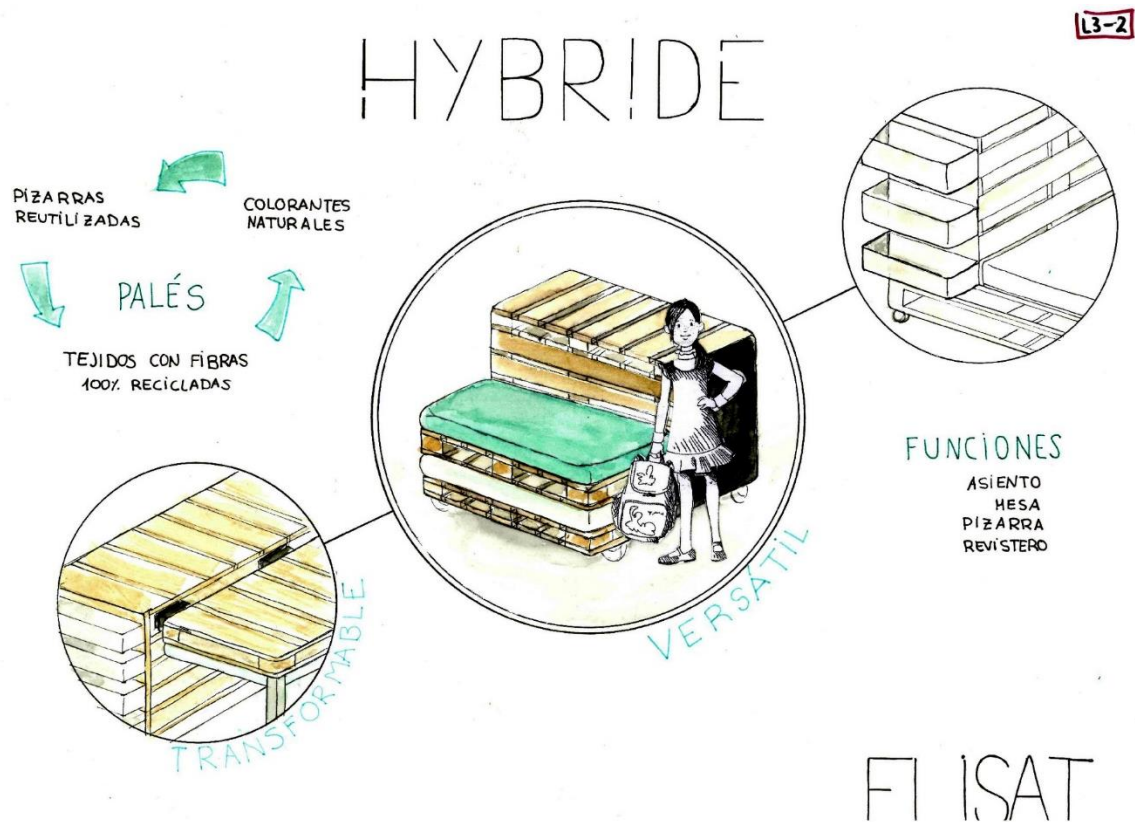 L3-2
HYBRIDE
PIZARRAS
REUTILIZADAS
COLORANTES
NATURALES
PALÉS
TEJIDOS CON FIBRAS
100% RECICLADAS
FUNCIONES
ASIENTO
MESA
PIZARRA
REVISTERO
VERSÁTIL
TRANSFORMABLE